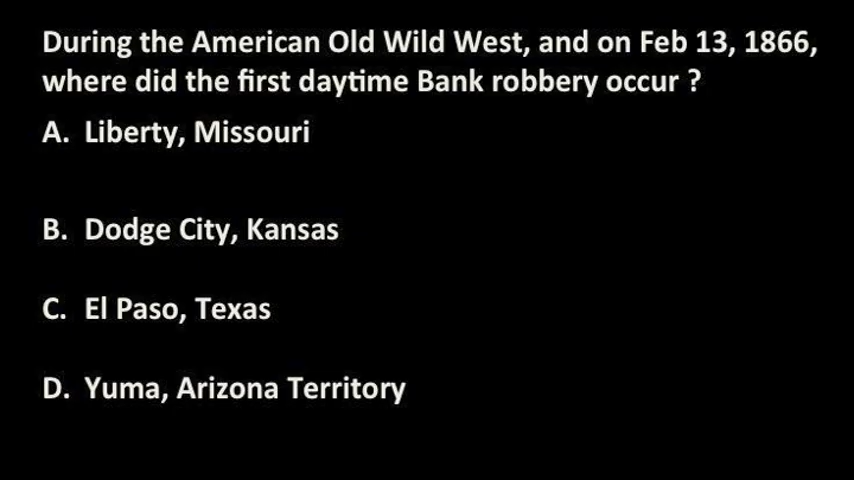 During the American Old Wild West, and on Feb 13, 1866,
where did the first daytime Bank robbery occur ?
A. Liberty, Missouri
B. Dodge City, Kansas
C. El Paso, Texas
D. Yuma, Arizona Territory